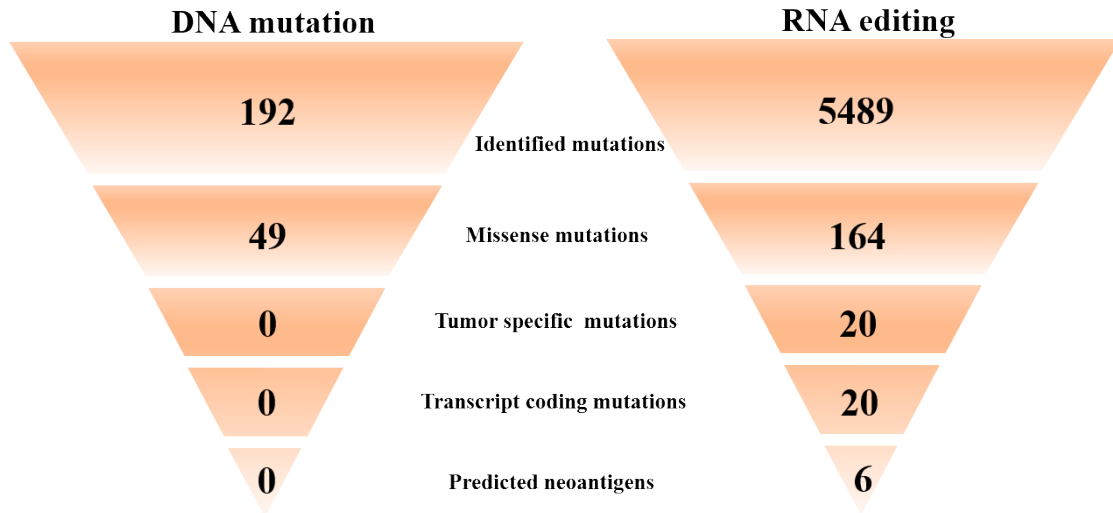 DNA mutation
RNA editing
192
5489
Identified mutations
49
Missense mutations
164
0
Tumor specific mutations
20
0
Transcript coding mutations
20
0
Predicted neoantigens
6